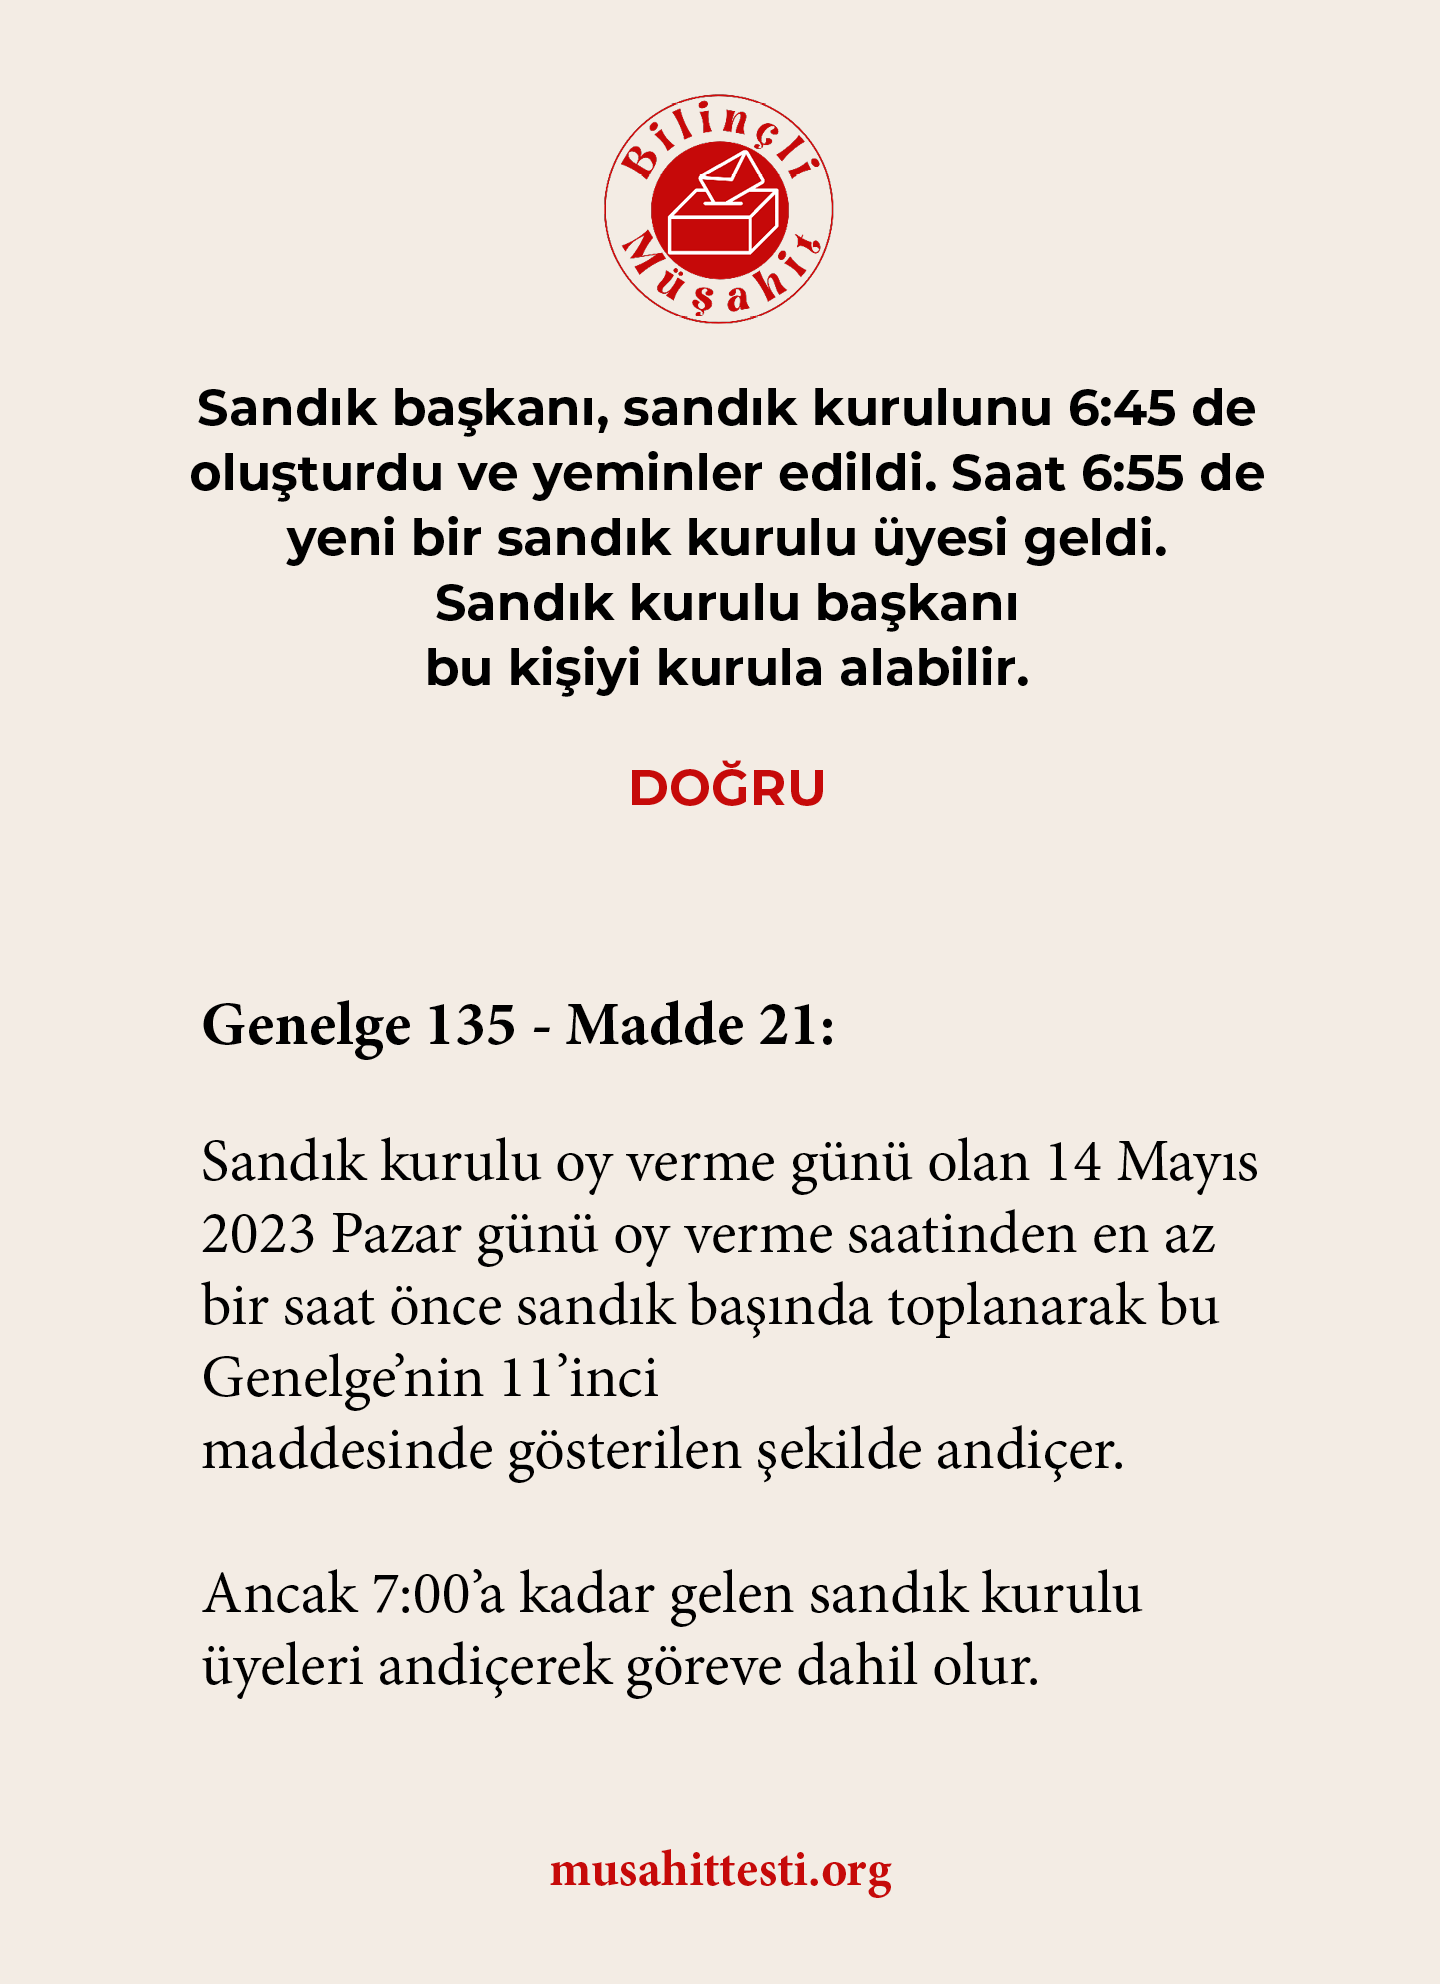 Bilinçli
Müşahit
Sandık başkanı, sandık kurulunu 6:45 de
oluşturdu ve yeminler edildi. Saat 6:55 de
yeni bir sandık kurulu üyesi geldi.
Sandık kurulu başkanı
bu kişiyi kurula alabilir.
DOĞRU
Genelge 135 - Madde 21:
Sandık kurulu oy verme günü olan 14 Mayıs
2023 Pazar günü oy verme saatinden en az
bir saat önce sandık başında toplanarak bu
Genelge’nin 11’inci
maddesinde gösterilen şekilde andiçer.
Ancak 7:00’a kadar gelen sandık kurulu
üyeleri andiçerek göreve dahil olur.
musahittesti.org